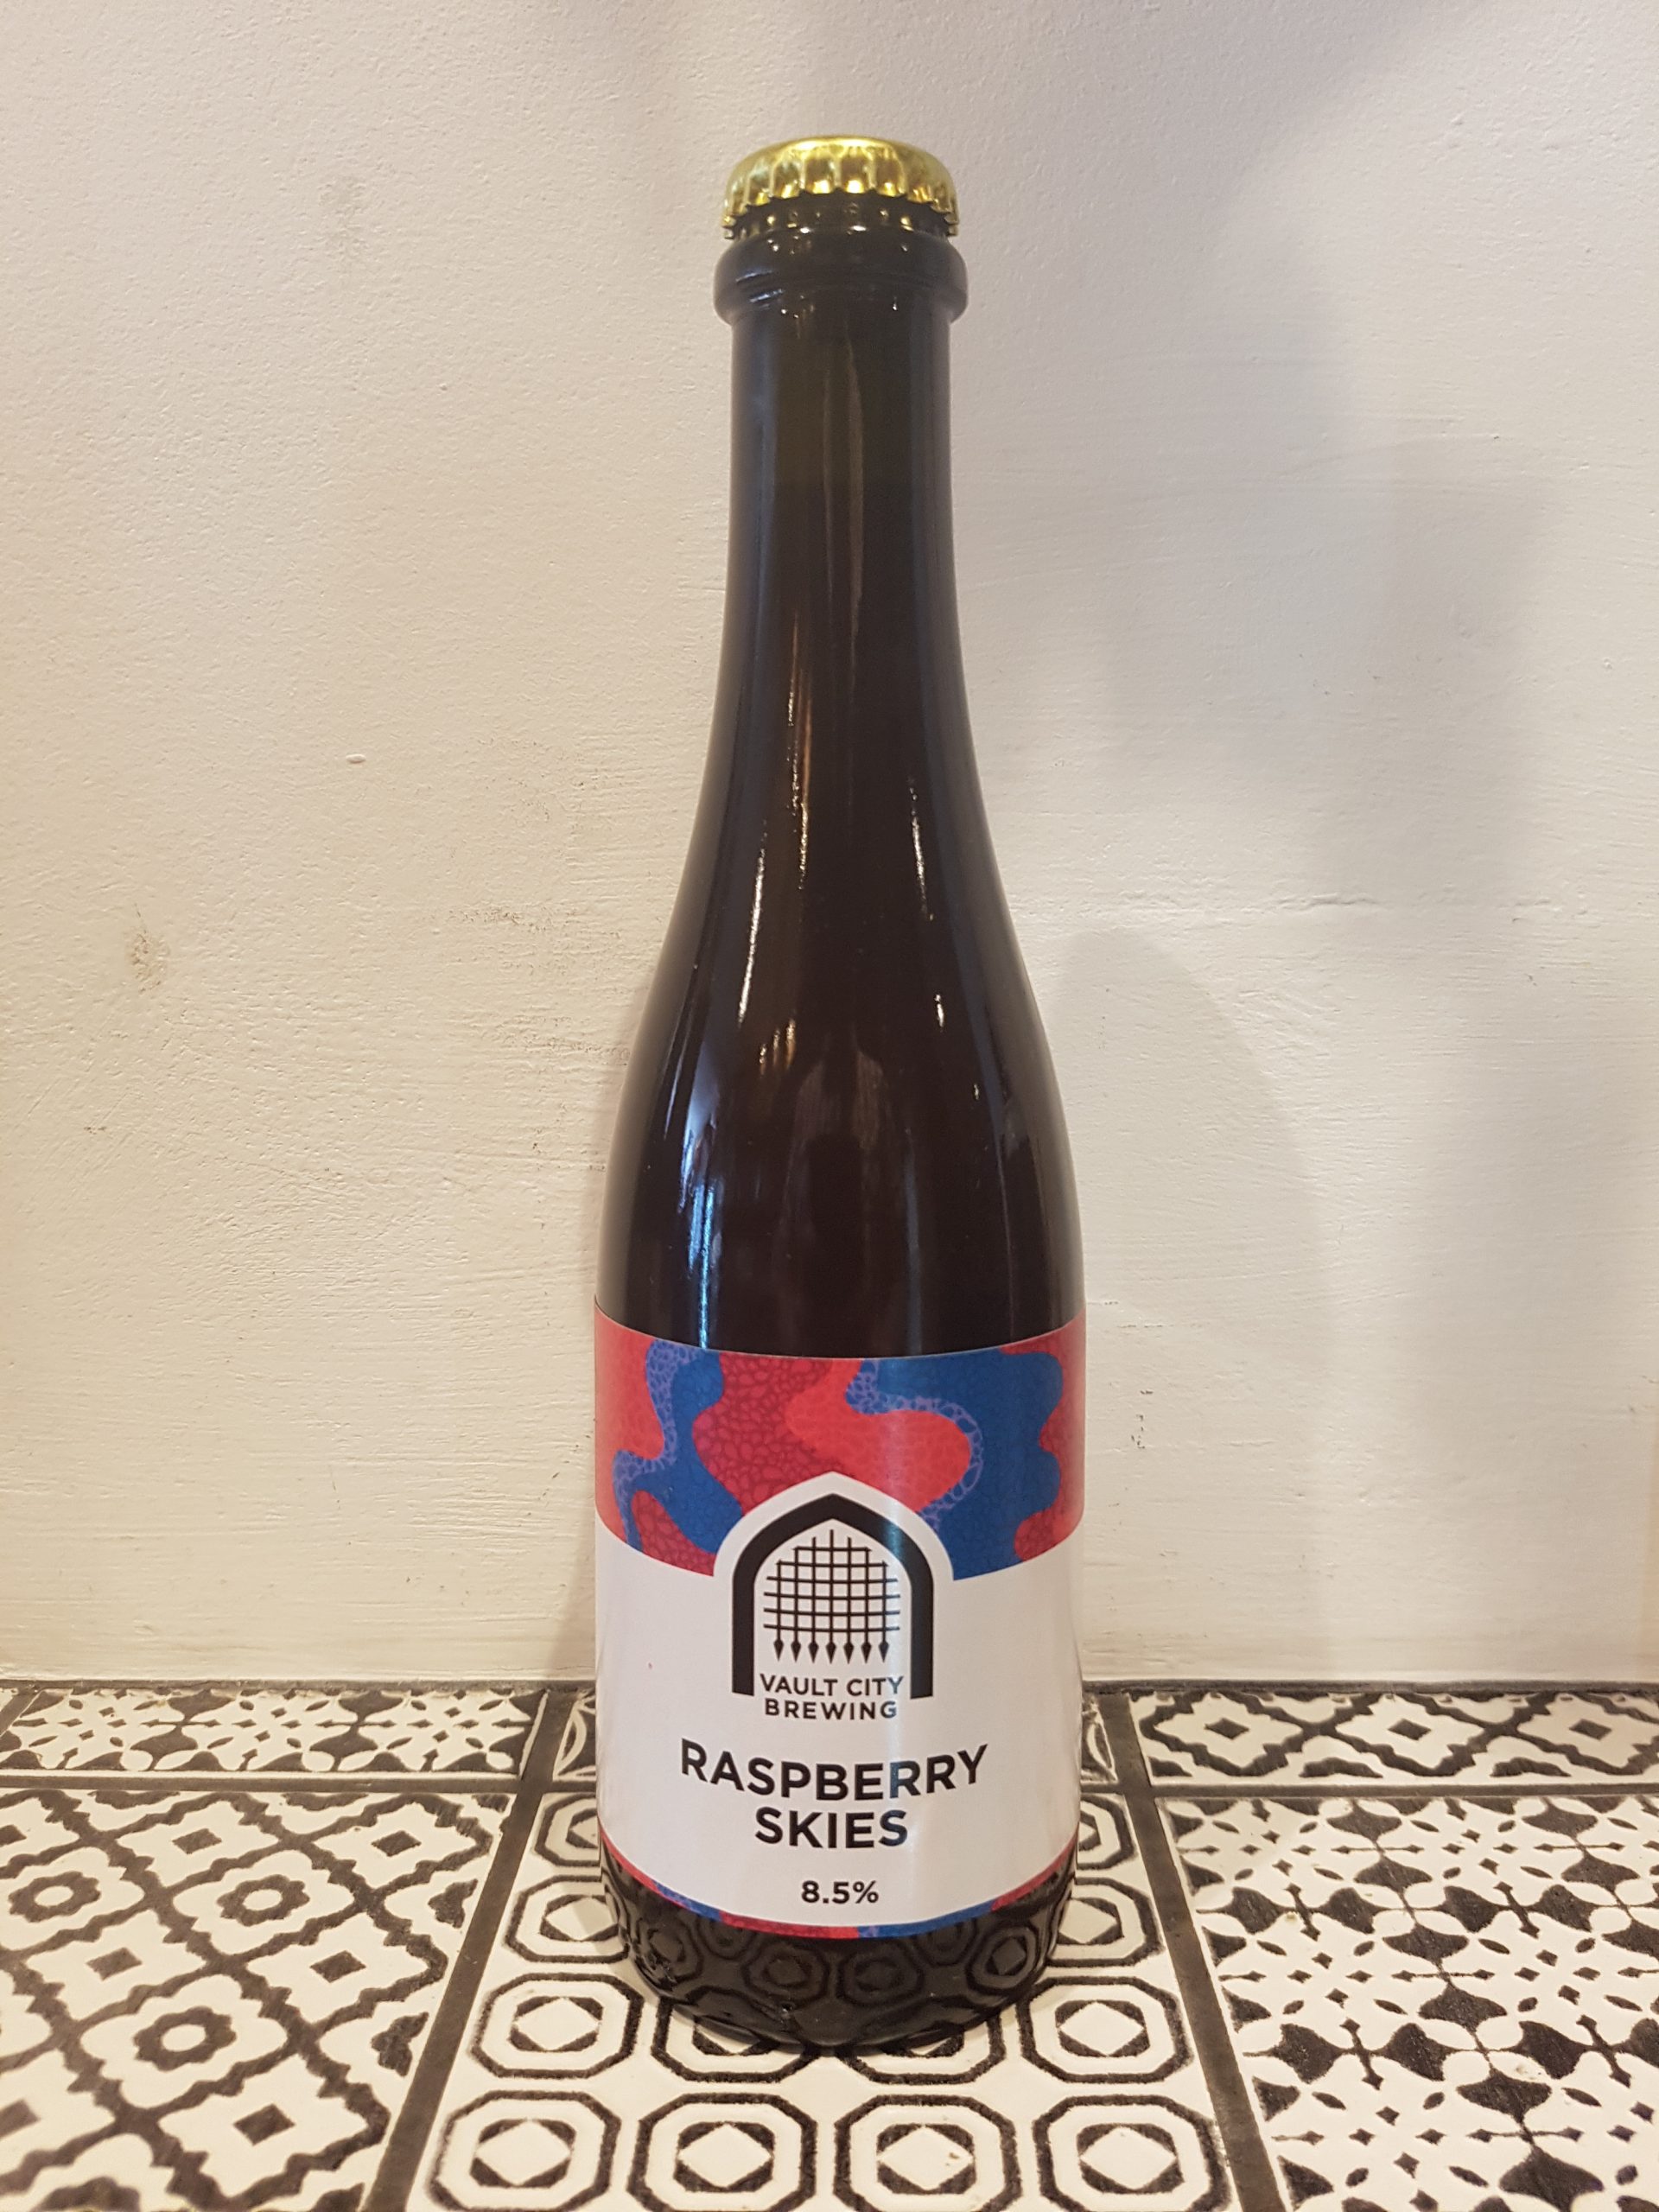 VAULT CITY
BREWING
RASPBERRY
SKIES
8.5%